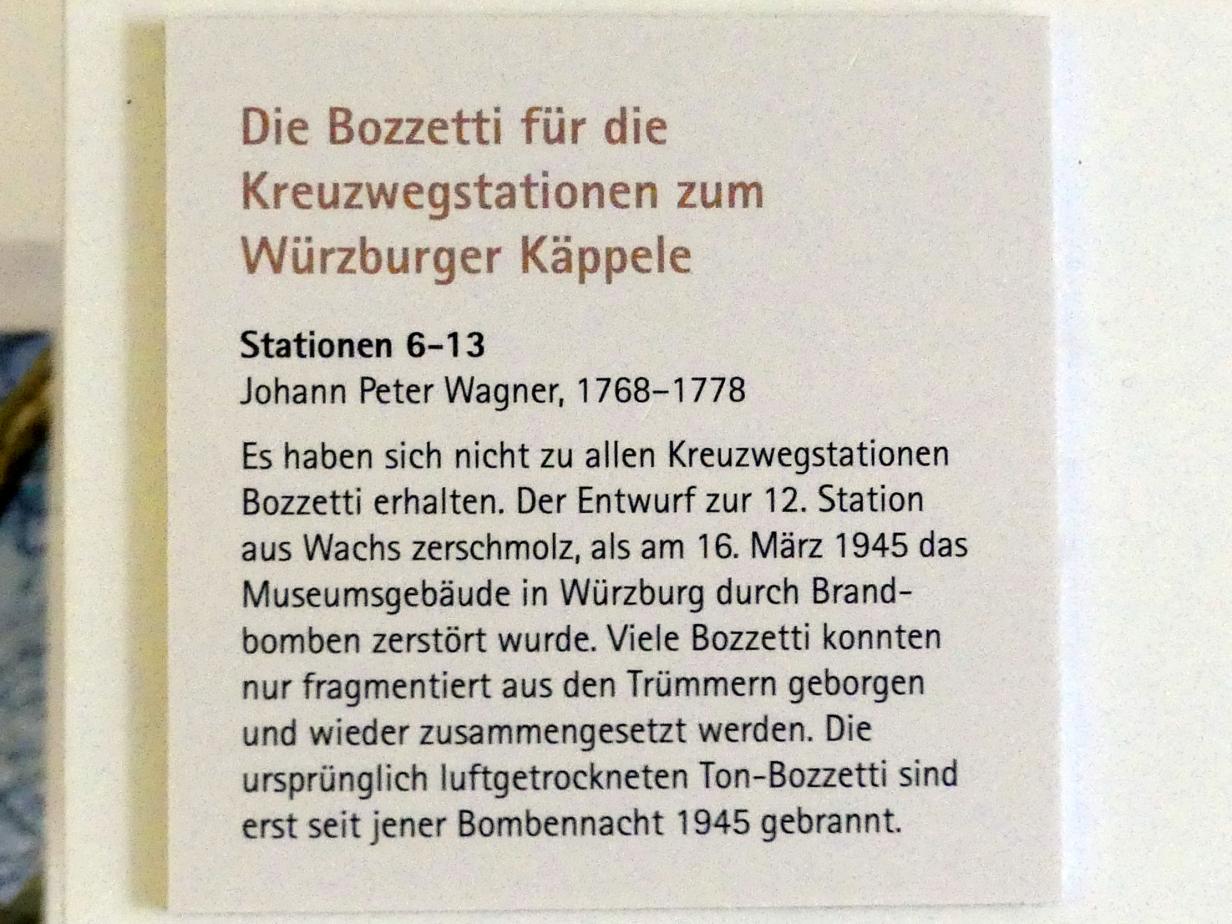 Die Bozzetti für die
Kreuzwegstationen zum
Würzburger Käppele
Stationen 6–13
Johann Peter Wagner, 1768–1778
Es haben sich nicht zu allen Kreuzwegstationen
Bozzetti erhalten. Der Entwurf zur 12. Station
aus Wachs zerschmolz, als am 16. März 1945 das
Museumsgebäude in Würzburg durch Brand-
bomben zerstört wurde. Viele Bozzetti konnten
nur fragmentiert aus den Trümmern geborgen
und wieder zusammengesetzt werden. Die
ursprünglich luftgetrockneten Ton-Bozzetti sind
erst seit jener Bombennacht 1945 gebrannt.